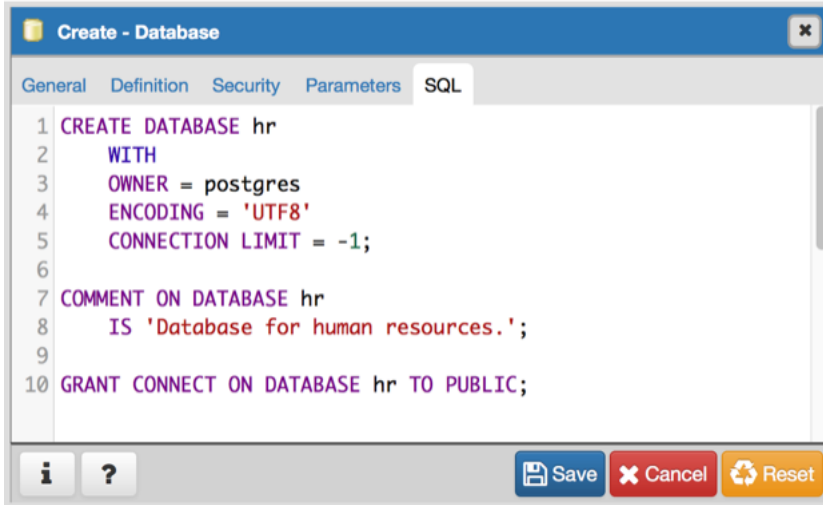 Create - Database
General Definition Security Parameters SQL
1 CREATE DATABASE hr
2 WITH
3 OWNER = postgres
4 ENCODING = 'UTF8'
5 CONNECTION LIMIT = -1;
6
7 COMMENT ON DATABASE hr
8 IS 'Database for human resources.';
9
10 GRANT CONNECT ON DATABASE hr TO PUBLIC;
i ? Save Cancel Reset